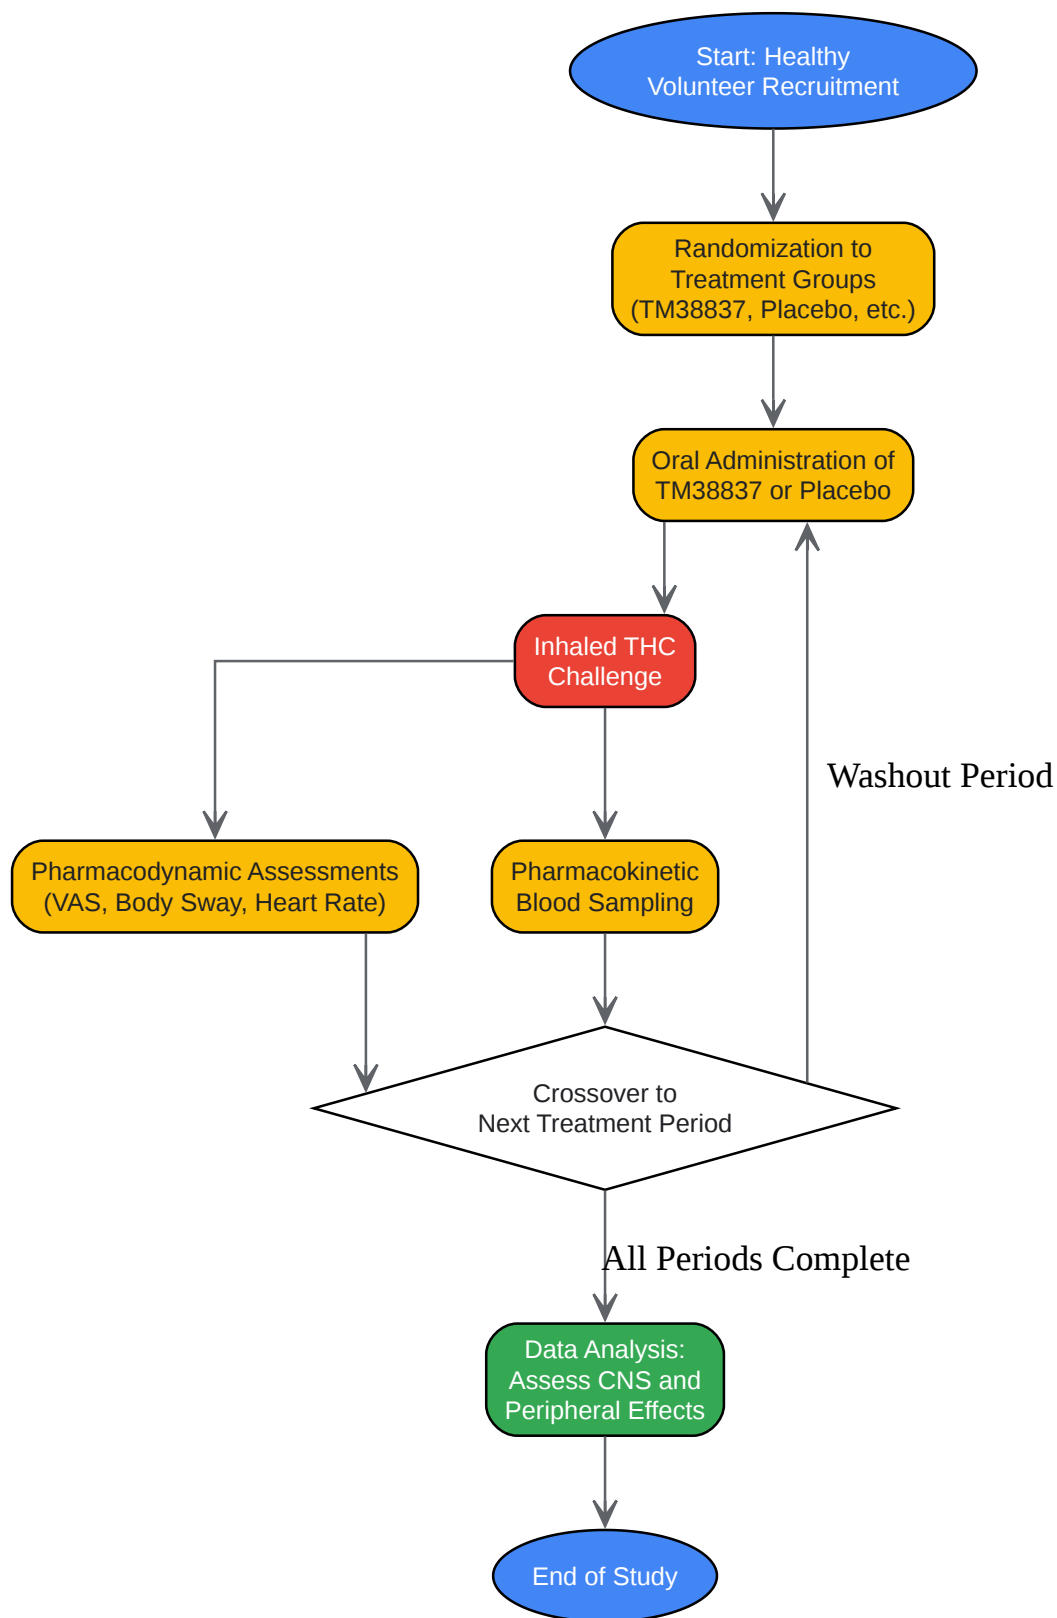 Start: Healthy
Volunteer Recruitment
Randomization to
Treatment Groups
(TM38837, Placebo, etc.)
Oral Administration of
TM38837 or Placebo
Inhaled THC
Challenge
Washout Period
Pharmacodynamic Assessments
(VAS, Body Sway, Heart Rate)
Pharmacokinetic
Blood Sampling
Crossover to
Next Treatment Period
All Periods Complete
Data Analysis:
Assess CNS and
Peripheral Effects
End of Study